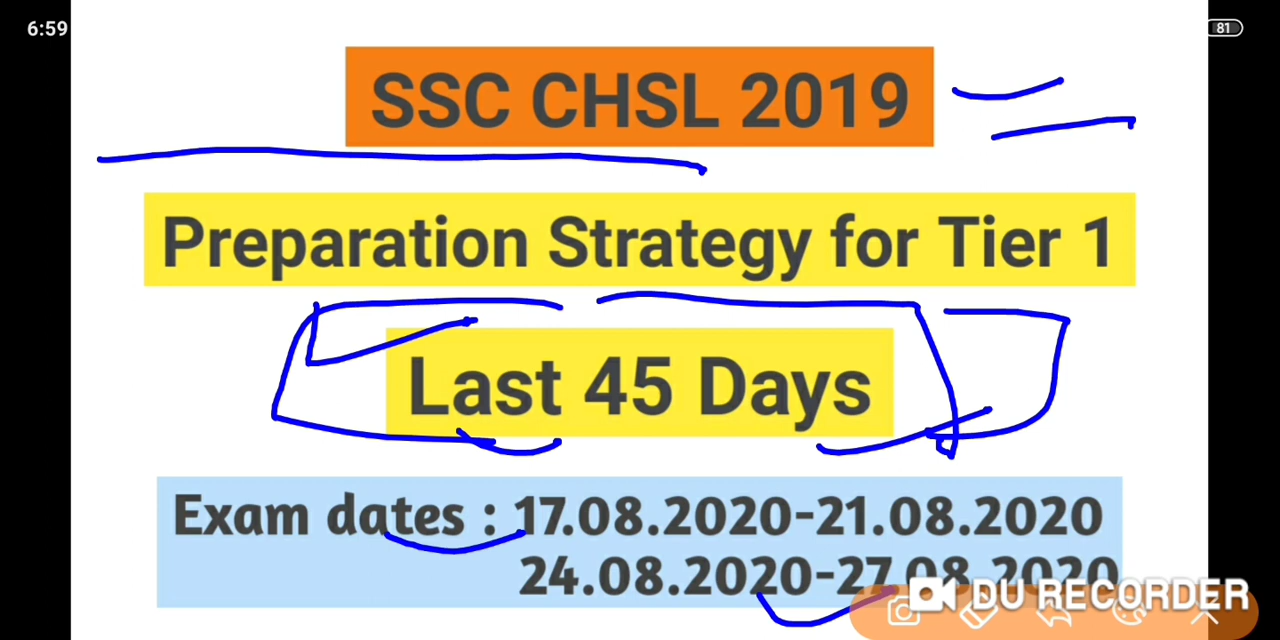 6:59
81
SSC CHSL 2019
Preparation Strategy for Tier 1
Last 45 Days
Exam dates : 17.08.2020-21.08.2020
24.08.2020-27.08.2020
DU RECORDER